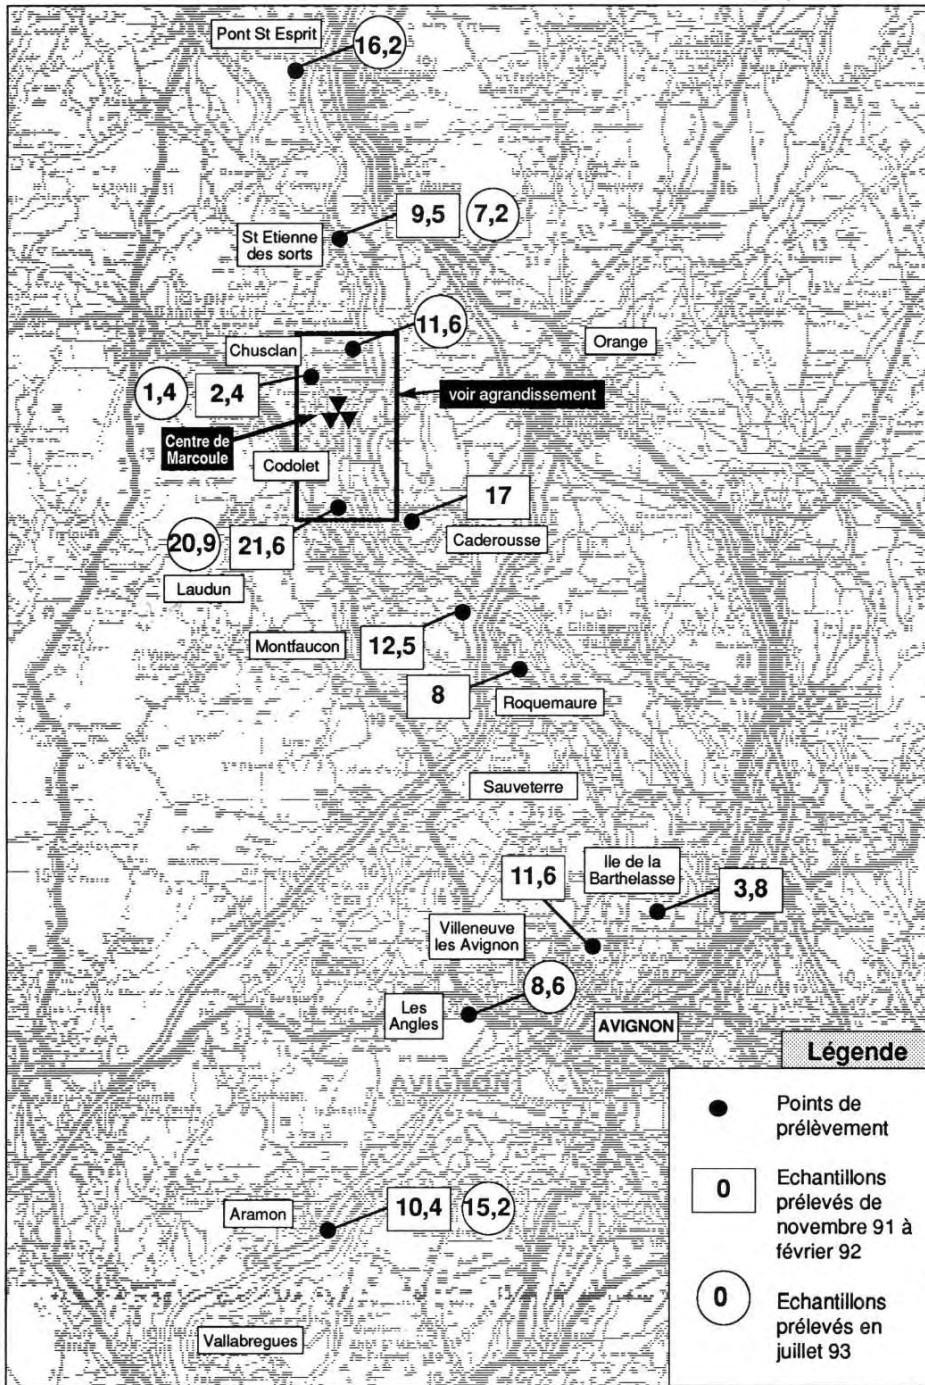 Pont St Esprit
16,2
9,5
7,2
St Etienne
des sorts
11,6
Orange
Chusclan
1,4
2,4
voir agrandissement
Centre de
Marcoule
Codolet
17
20,9
21,6
Caderousse
Laudun
Montfaucon
12,5
8
Roquemaure
Sauveterre
11,6
Ile de la
Barthelasse
3,8
Villeneuve
les Avignon
8,6
Les
Angles
AVIGNON
Légende
AVIGNON
Points de
prélèvement
0
Echantillons
prélevés de
novembre 91 à
février 92
Aramon
10,4
15,2
0
Echantillons
prélevés en
juillet 93
Vallabregues